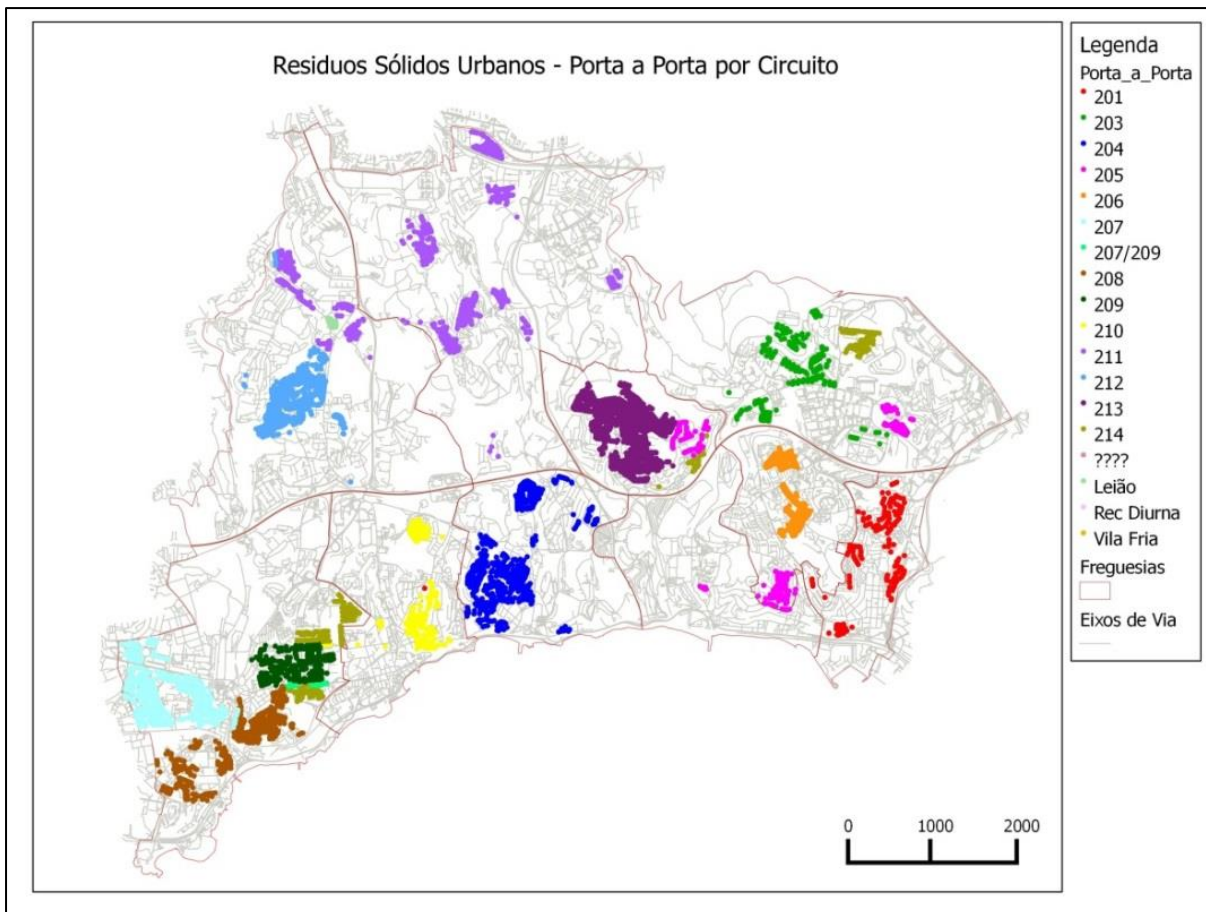 Residuos Sólidos Urbanos - Porta a Porta por Circuito
Legenda
Porta_a_Porta
201
203
204
205
206
207
207/209
208
209
210
211
212
213
214
????
Leião
Rec Diurna
Vila Fria
Freguesias
Eixos de Via
0 1000 2000